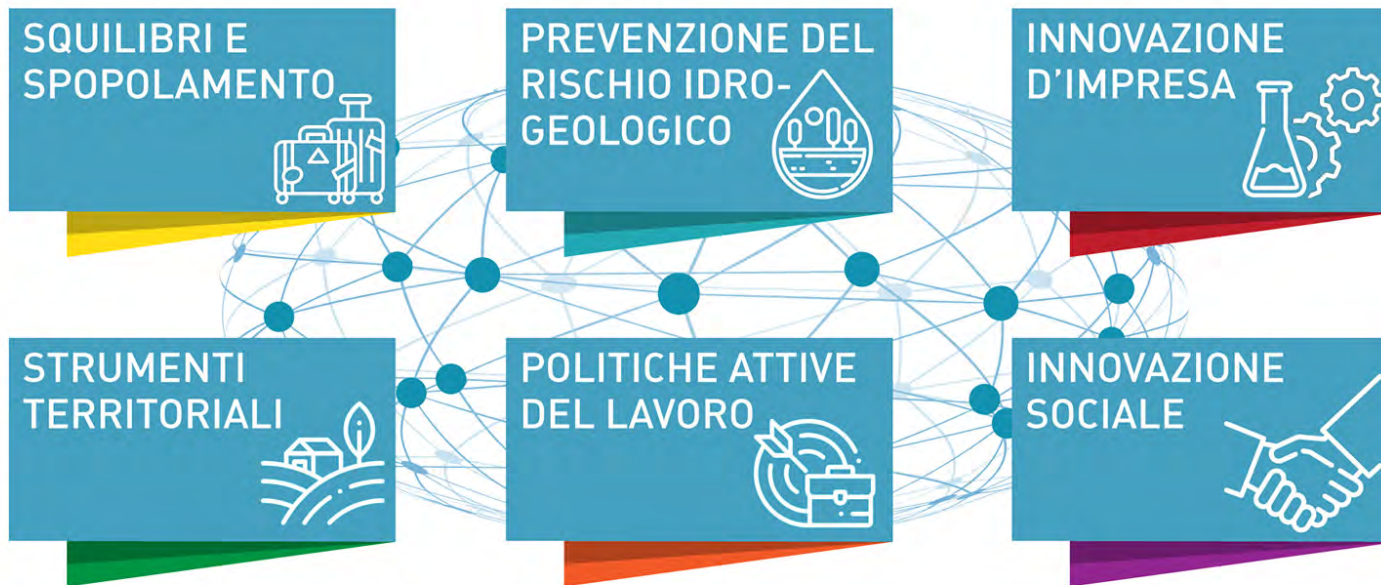 SQUILIBRI E
SPOPOLAMENTO
PREVENZIONE DEL
RISCHIO IDRO-
GEOLOGICO
INNOVAZIONE
D'IMPRESA
STRUMENTI
TERRITORIALI
POLITICHE ATTIVE
DEL LAVORO
INNOVAZIONE
SOCIALE